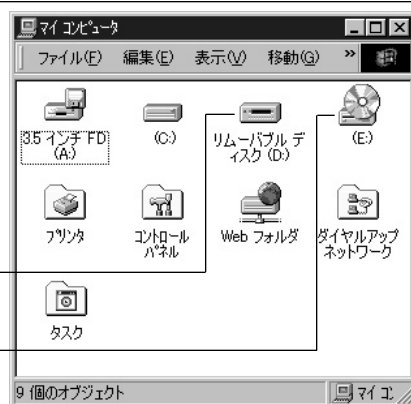 マイ コンピュータ
ファイル(F) 編集(E) 表示(V) 移動(G) »
3.5 インチ FD
(A:)
(C:)
リムーバブル デ
ィスク (D:)
(E:)
プリンタ
コントロール
パネル
Web フォルダ
ダイヤルアップ
ネットワーク
タスク
9 個のオブジェクト
マイ コ